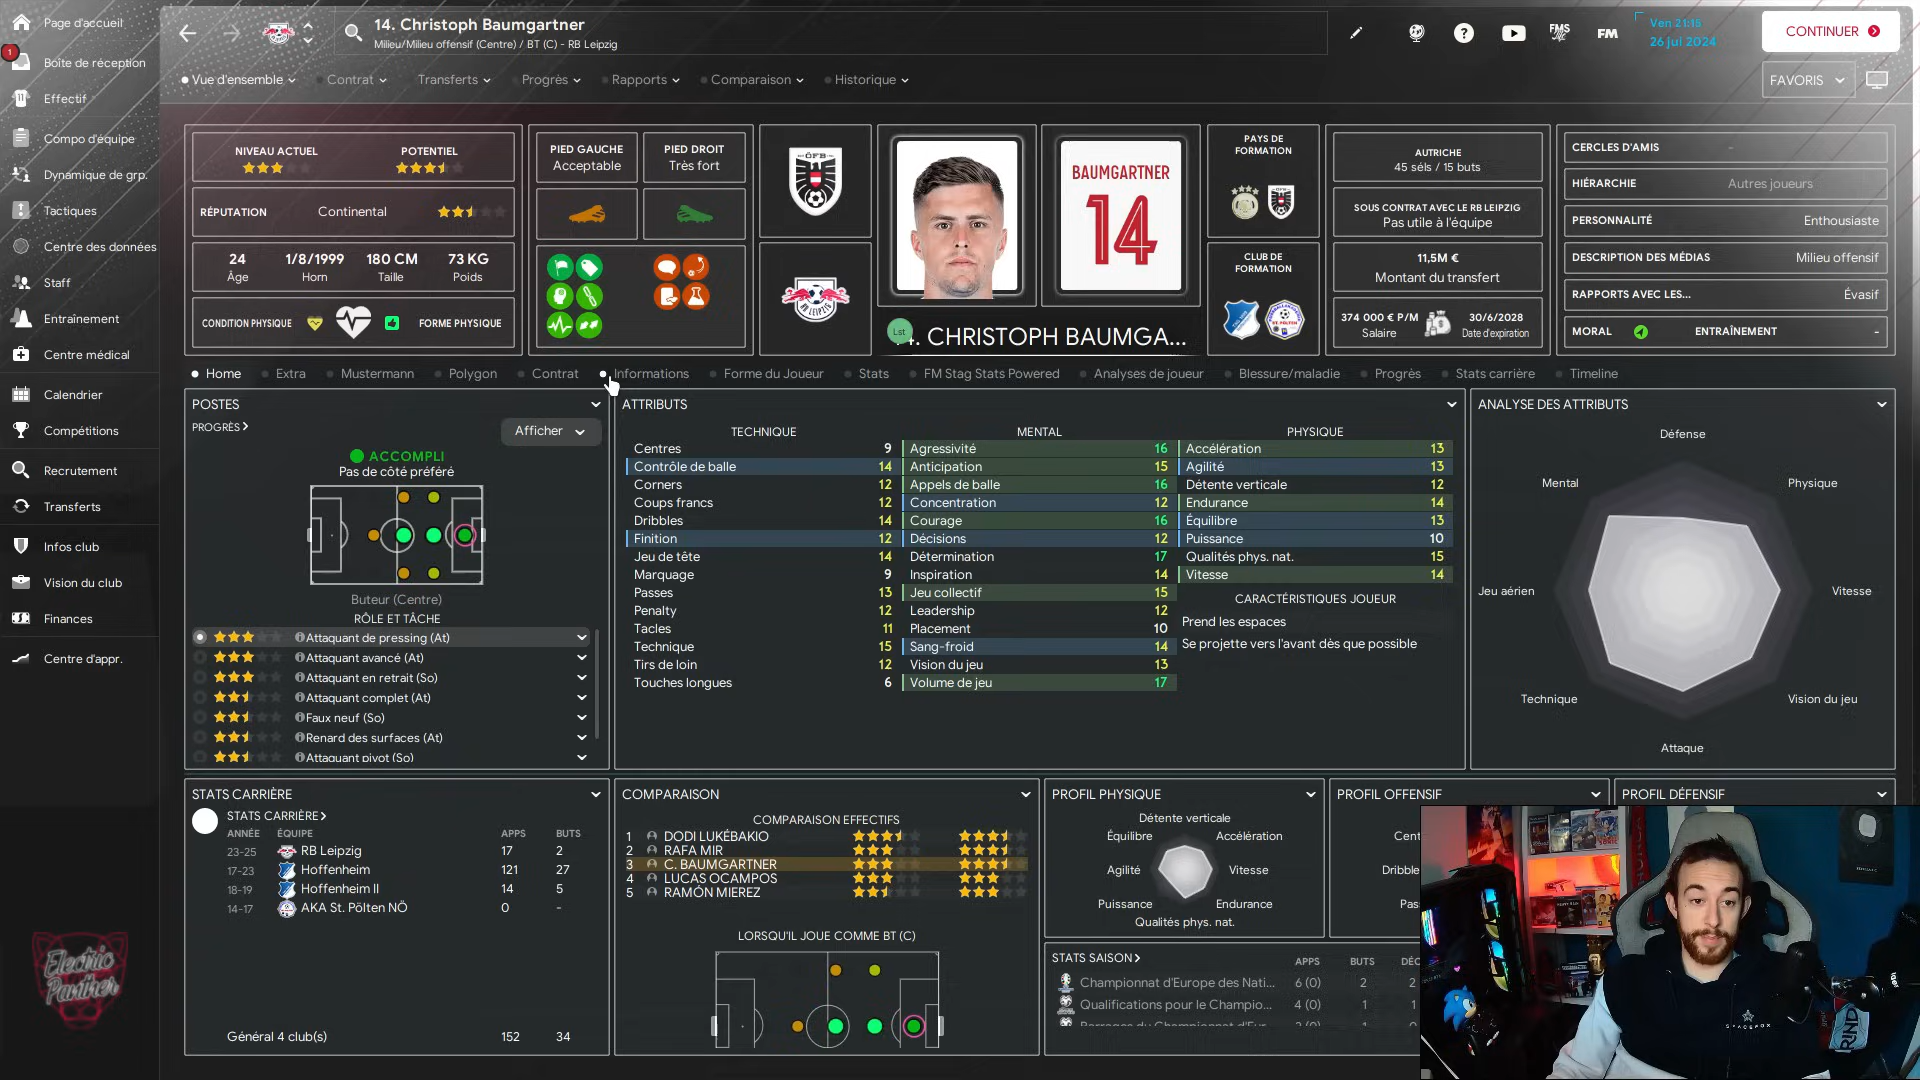 Page d'accueil
1
Boîte de réception
Effectif
Compo d'équipe
Dynamique de grp.
Tactiques
Centre des données
Staff
Entraînement
Centre médical
Calendrier
Compétitions
Recrutement
Transferts
Infos club
Vision du club
Finances
Centre d'appr.
Electric
Panther
14. Christoph Baumgartner
Milieu/Milieu offensif (Centre) / BT (C) - RB Leipzig
FM
Ven 21:15
26 jui 2024
CONTINUER
Vue d'ensemble
Contrat
Transferts
Progrès
Rapports
Comparaison
Historique
FAVORIS
NIVEAU ACTUEL
POTENTIEL
RÉPUTATION
Continental
24
1/8/1999
180 CM
73 KG
Âge
Horn
Taille
Poids
CONDITION PHYSIQUE
FORME PHYSIQUE
PIED GAUCHE
Acceptable
PIED DROIT
Très fort
BAUMGARTNER
14
Lst
14. CHRISTOPH BAUMGA...
PAYS DE
FORMATION
CLUB DE
FORMATION
AUTRICHE
45 séls / 15 buts
SOUS CONTRAT AVEC LE RB LEIPZIG
Pas utile à l'équipe
11,5M €
Montant du transfert
374 000 € P/M
Salaire
30/6/2028
Date d'expiration
CERCLES D'AMIS -
HIÉRARCHIE Autres joueurs
PERSONNALITÉ Enthousiaste
DESCRIPTION DES MÉDIAS Milieu offensif
RAPPORTS AVEC LES... Évasif
MORAL ENTRAÎNEMENT -
Home
Extra
Mustermann
Polygon
Contrat
Informations
Forme du Joueur
Stats
FM Stag Stats Powered
Analyses de joueur
Blessure/maladie
Progrès
Stats carrière
Timeline
POSTES
PROGRÈS
Afficher
ACCOMPLI
Pas de côté préféré
Buteur (Centre)
RÔLE ET TÂCHE
Attaquant de pressing (At)
Attaquant avancé (At)
Attaquant en retrait (So)
Attaquant complet (At)
Faux neuf (So)
Renard des surfaces (At)
Attaquant pivot (So)
ATTRIBUTS
TECHNIQUE
Centres 9
Contrôle de balle 14
Corners 12
Coups francs 12
Dribbles 14
Finition 12
Jeu de tête 14
Marquage 9
Passes 13
Penalty 12
Tacles 11
Technique 15
Tirs de loin 12
Touches longues 6
MENTAL
Agressivité 16
Anticipation 15
Appels de balle 16
Concentration 12
Courage 16
Décisions 12
Détermination 17
Inspiration 14
Jeu collectif 15
Leadership 12
Placement 10
Sang-froid 14
Vision du jeu 13
Volume de jeu 17
PHYSIQUE
Accélération 13
Agilité 13
Détente verticale 12
Endurance 14
Équilibre 13
Puissance 10
Qualités phys. nat. 15
Vitesse 14
CARACTÉRISTIQUES JOUEUR
Prend les espaces
Se projette vers l'avant dès que possible
ANALYSE DES ATTRIBUTS
Défense
Mental
Physique
Jeu aérien
Vitesse
Technique
Vision du jeu
Attaque
STATS CARRIÈRE
STATS CARRIÈRE
ANNÉE ÉQUIPE APPS BUTS
23-25 RB Leipzig 17 2
17-23 Hoffenheim 121 27
18-19 Hoffenheim II 14 5
14-17 AKA St. Pölten NÖ 0 -
Général 4 club(s) 152 34
COMPARAISON
COMPARAISON EFFECTIFS
1 DODI LUKÉBAKIO
2 RAFA MIR
3 C. BAUMGARTNER
4 LUCAS OCAMPOS
5 RAMÓN MIEREZ
LORSQU'IL JOUE COMME BT (C)
PROFIL PHYSIQUE
Détente verticale
Équilibre
Accélération
Agilité
Vitesse
Puissance
Endurance
Qualités phys. nat.
PROFIL OFFENSIF
Cent
Dribble
Pas
PROFIL DÉFENSIF
STATS SAISON
APPS BUTS DÉC
Championnat d'Europe des Nati... 6 (0) 2 2
Qualifications pour le Champio... 4 (0) 1 1